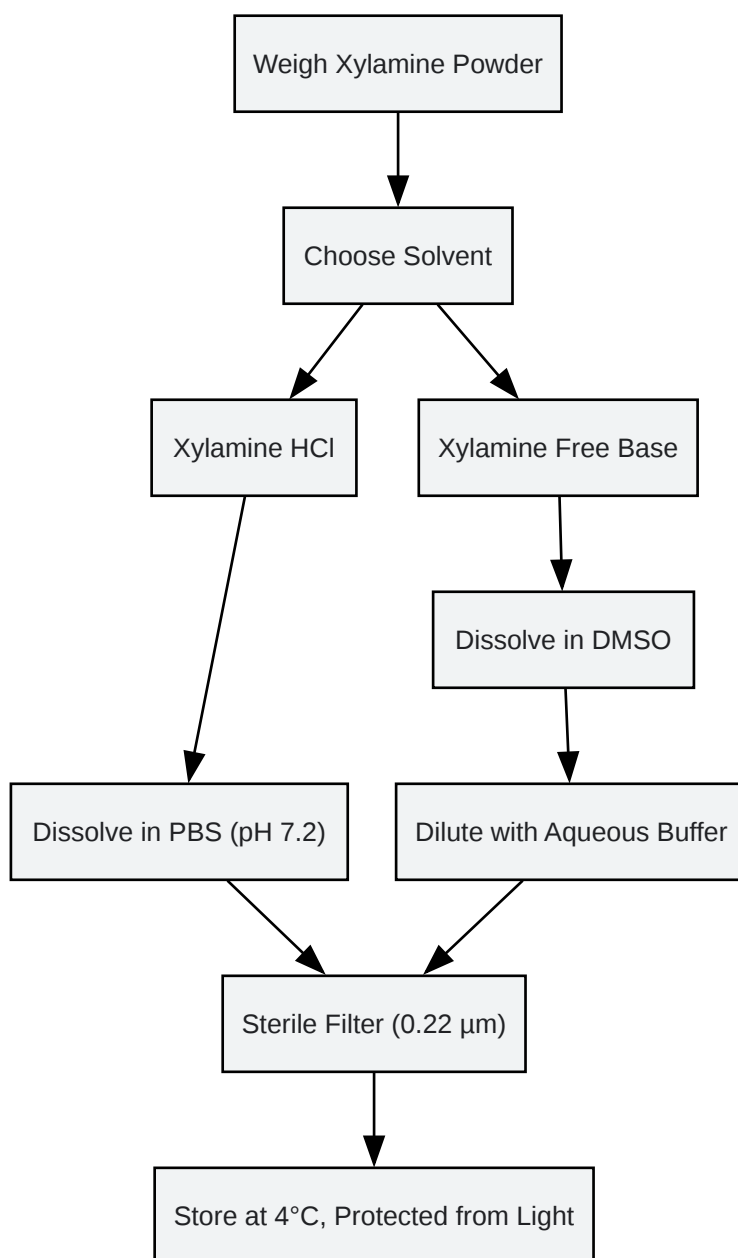 Weigh Xylamine Powder
Choose Solvent
Xylamine HCl
Xylamine Free Base
Dissolve in DMSO
Dissolve in PBS (pH 7.2)
Dilute with Aqueous Buffer
Sterile Filter (0.22 µm)
Store at 4°C, Protected from Light